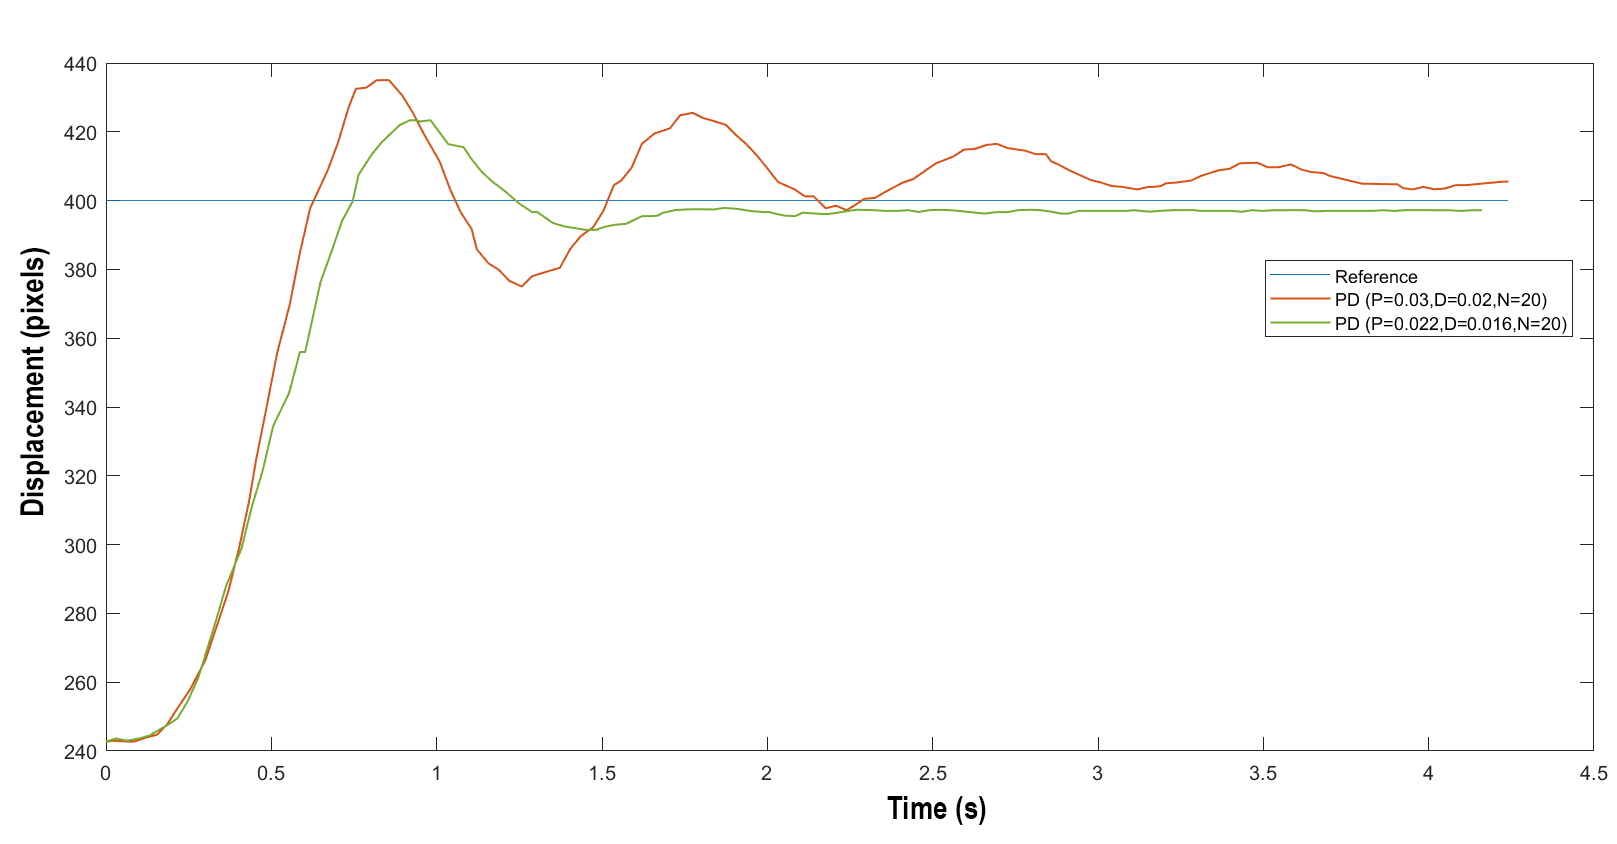 440
420
400
380
360
340
320
300
280
260
240
Displacement (pixels)
Reference
PD (P=0.03,D=0.02,N=20)
PD (P=0.022,D=0.016,N=20)
0 0.5 1 1.5 2 2.5 3 3.5 4 4.5
Time (s)